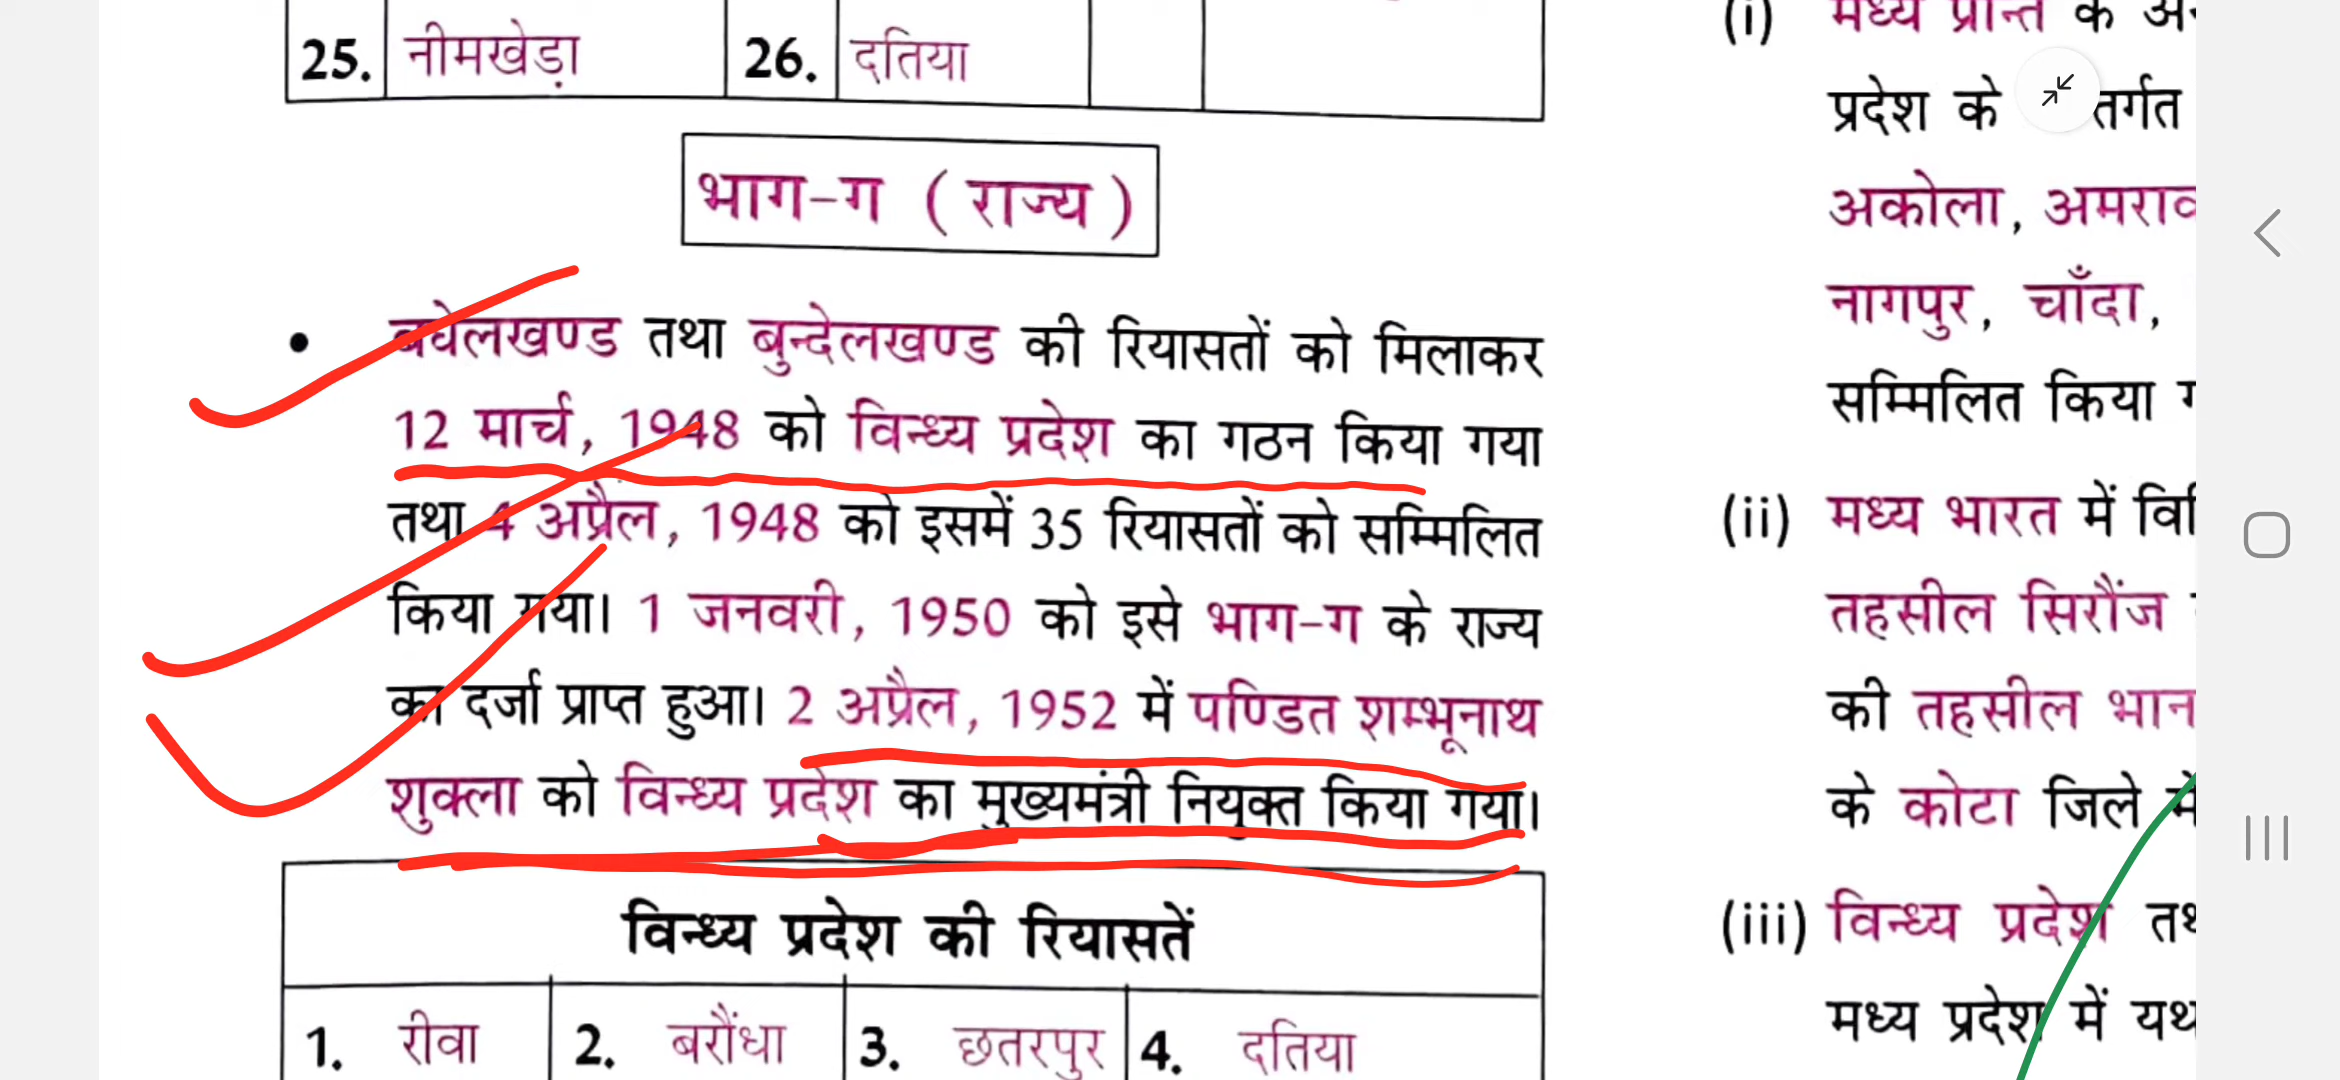 25. नीमखेड़ा 26. दतिया
भाग-ग ( राज्य )
• बघेलखण्ड तथा बुन्देलखण्ड की रियासतों को मिलाकर
12 मार्च, 1948 को विन्ध्य प्रदेश का गठन किया गया
तथा 4 अप्रैल, 1948 को इसमें 35 रियासतों को सम्मिलित
किया गया। 1 जनवरी, 1950 को इसे भाग-ग के राज्य
का दर्जा प्राप्त हुआ। 2 अप्रैल, 1952 में पण्डित शम्भूनाथ
शुक्ला को विन्ध्य प्रदेश का मुख्यमंत्री नियुक्त किया गया।
विन्ध्य प्रदेश की रियासतें
1. रीवा 2. बरौंधा 3. छतरपुर 4. दतिया
(i) मध्य प्रान्त के
प्रदेश के तर्गत
अकोला,
नागपुर, चाँदा,
सम्मिलित किया
(ii) मध्य भारत में
तहसील सिरौंज
की तहसील
के कोटा जिले में
(iii) विन्ध्य प्रदेश
मध्य प्रदेश में